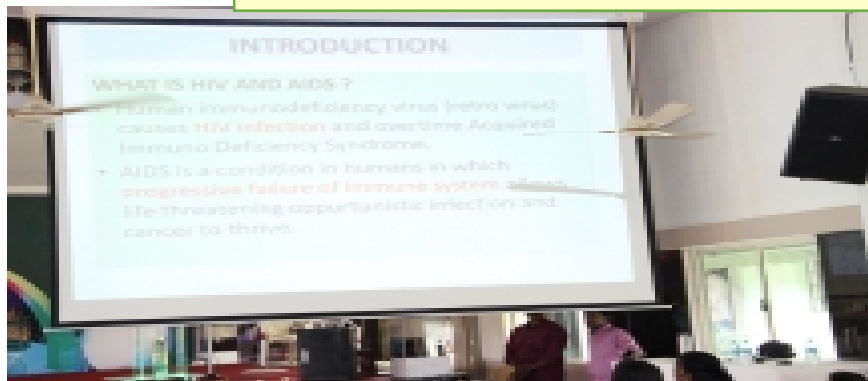 INTRODUCTION
WHAT IS HIV AND AIDS ?
Human immunodeficiency virus (retro virus)
causes HIV infection and overtime Acquired
Immuno Deficiency Syndrome.
• AIDS is a condition in humans in which
progressive failure of immune system
life threatening oppurtunistic infection and
cancer to thrive.